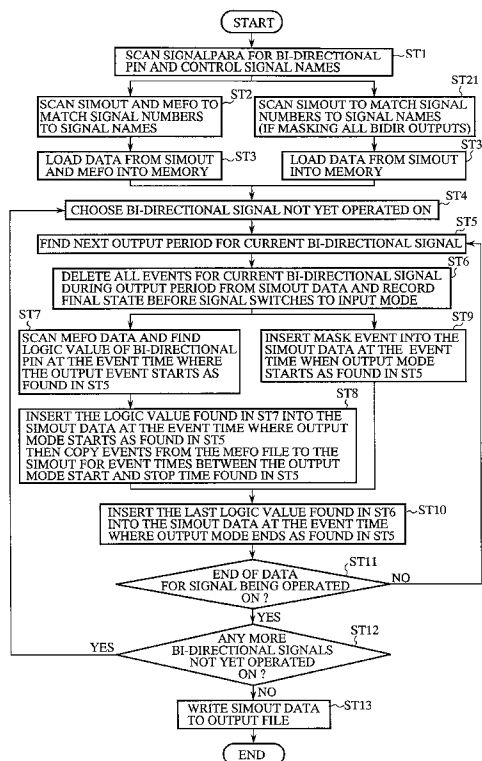 START
SCAN SIGNALPARA FOR BI-DIRECTIONAL
PIN AND CONTROL SIGNAL NAMES
ST1
SCAN SIMOUT AND MEFO TO
MATCH SIGNAL NUMBERS
TO SIGNAL NAMES
ST2
SCAN SIMOUT TO MATCH SIGNAL
NUMBERS TO SIGNAL NAMES
(IF MASKING ALL BIDIR OUTPUTS)
ST21
LOAD DATA FROM SIMOUT
AND MEFO INTO MEMORY
ST3
LOAD DATA FROM SIMOUT
INTO MEMORY
ST3
ST4
CHOOSE BI-DIRECTIONAL SIGNAL NOT YET OPERATED ON
ST5
FIND NEXT OUTPUT PERIOD FOR CURRENT BI-DIRECTIONAL SIGNAL
ST6
DELETE ALL EVENTS FOR CURRENT BI-DIRECTIONAL SIGNAL
DURING OUTPUT PERIOD FROM SIMOUT DATA AND RECORD
FINAL STATE BEFORE SIGNAL SWITCHES TO INPUT MODE
ST7
SCAN MEFO DATA AND FIND
LOGIC VALUE OF BI-DIRECTIONAL
PIN AT THE EVENT TIME WHERE
THE OUTPUT EVENT STARTS AS
FOUND IN ST5
ST9
INSERT MASK EVENT INTO THE
SIMOUT DATA AT THE EVENT
TIME WHEN OUTPUT MODE
STARTS AS FOUND IN ST5
ST8
INSERT THE LOGIC VALUE FOUND IN ST7 INTO THE
SIMOUT DATA AT THE EVENT TIME WHERE OUTPUT
MODE STARTS AS FOUND IN ST5
THEN COPY EVENTS FROM THE MEFO FILE TO THE
SIMOUT FOR EVENT TIMES BETWEEN THE OUTPUT
MODE START AND STOP TIME FOUND IN ST5
INSERT THE LAST LOGIC VALUE FOUND IN ST6
INTO THE SIMOUT DATA AT THE EVENT TIME
WHERE OUTPUT MODE ENDS AS FOUND IN ST5
ST10
ST11
END OF DATA
FOR SIGNAL BEING OPERATED
ON ?
NO
YES
ST12
ANY MORE
BI-DIRECTIONAL SIGNALS
NOT YET OPERATED
ON ?
YES
NO
WRITE SIMOUT DATA
TO OUTPUT FILE
ST13
END